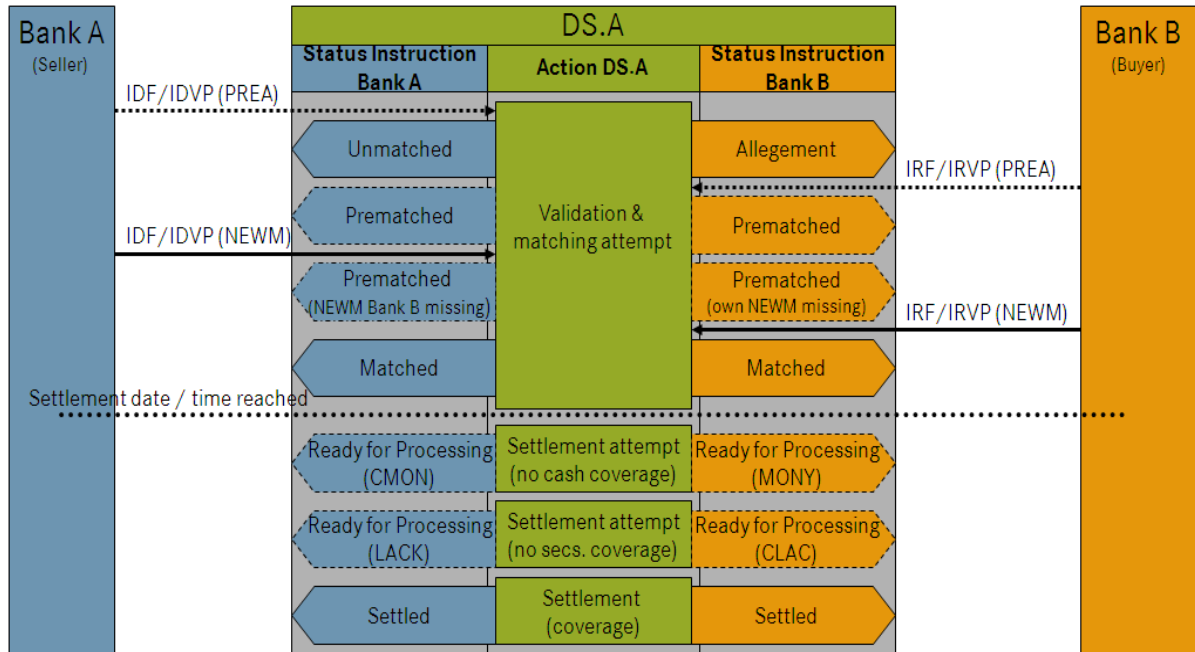 Bank A
(Seller)
DS.A
Bank B
(Buyer)
Status Instruction
Bank A
Action DS.A
Status Instruction
Bank B
IDF/IDVP (PREA)
Unmatched
Allegement
IRF/IRVP (PREA)
Prematched
Validation &
matching attempt
Prematched
IDF/IDVP (NEWM)
Prematched
(NEWM Bank B missing)
Prematched
(own NEWM missing)
IRF/IRVP (NEWM)
Matched
Matched
Settlement date / time reached
Ready for Processing
(CMON)
Settlement attempt
(no cash coverage)
Ready for Processing
(MONY)
Ready for Processing
(LACK)
Settlement attempt
(no secs. coverage)
Ready for Processing
(CLAC)
Settled
Settlement
(coverage)
Settled